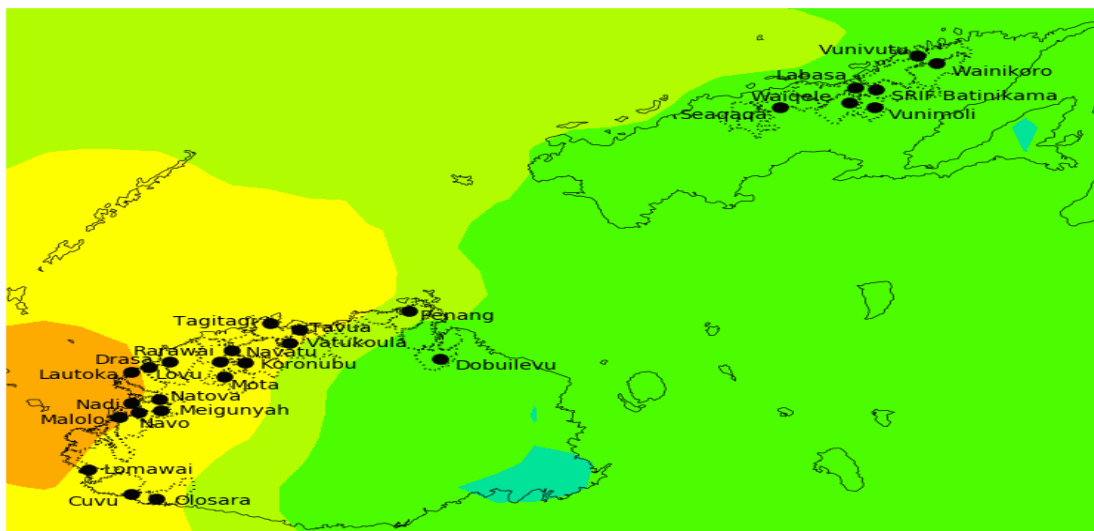 Vunivutu
Wainikoro
Labasa
Waiqele
SRIF Batinikama
Seaqaqa
Vunimoli
Penang
Tagitagi
Tavua
Vatukoula
Rarawai
Navatu
Drasa
Koronubu
Dobuilevu
Lautoka
Lovu
Mota
Natova
Nadi
Meigunyah
Malolo
Navo
Lomawai
Cuvu
Olosara